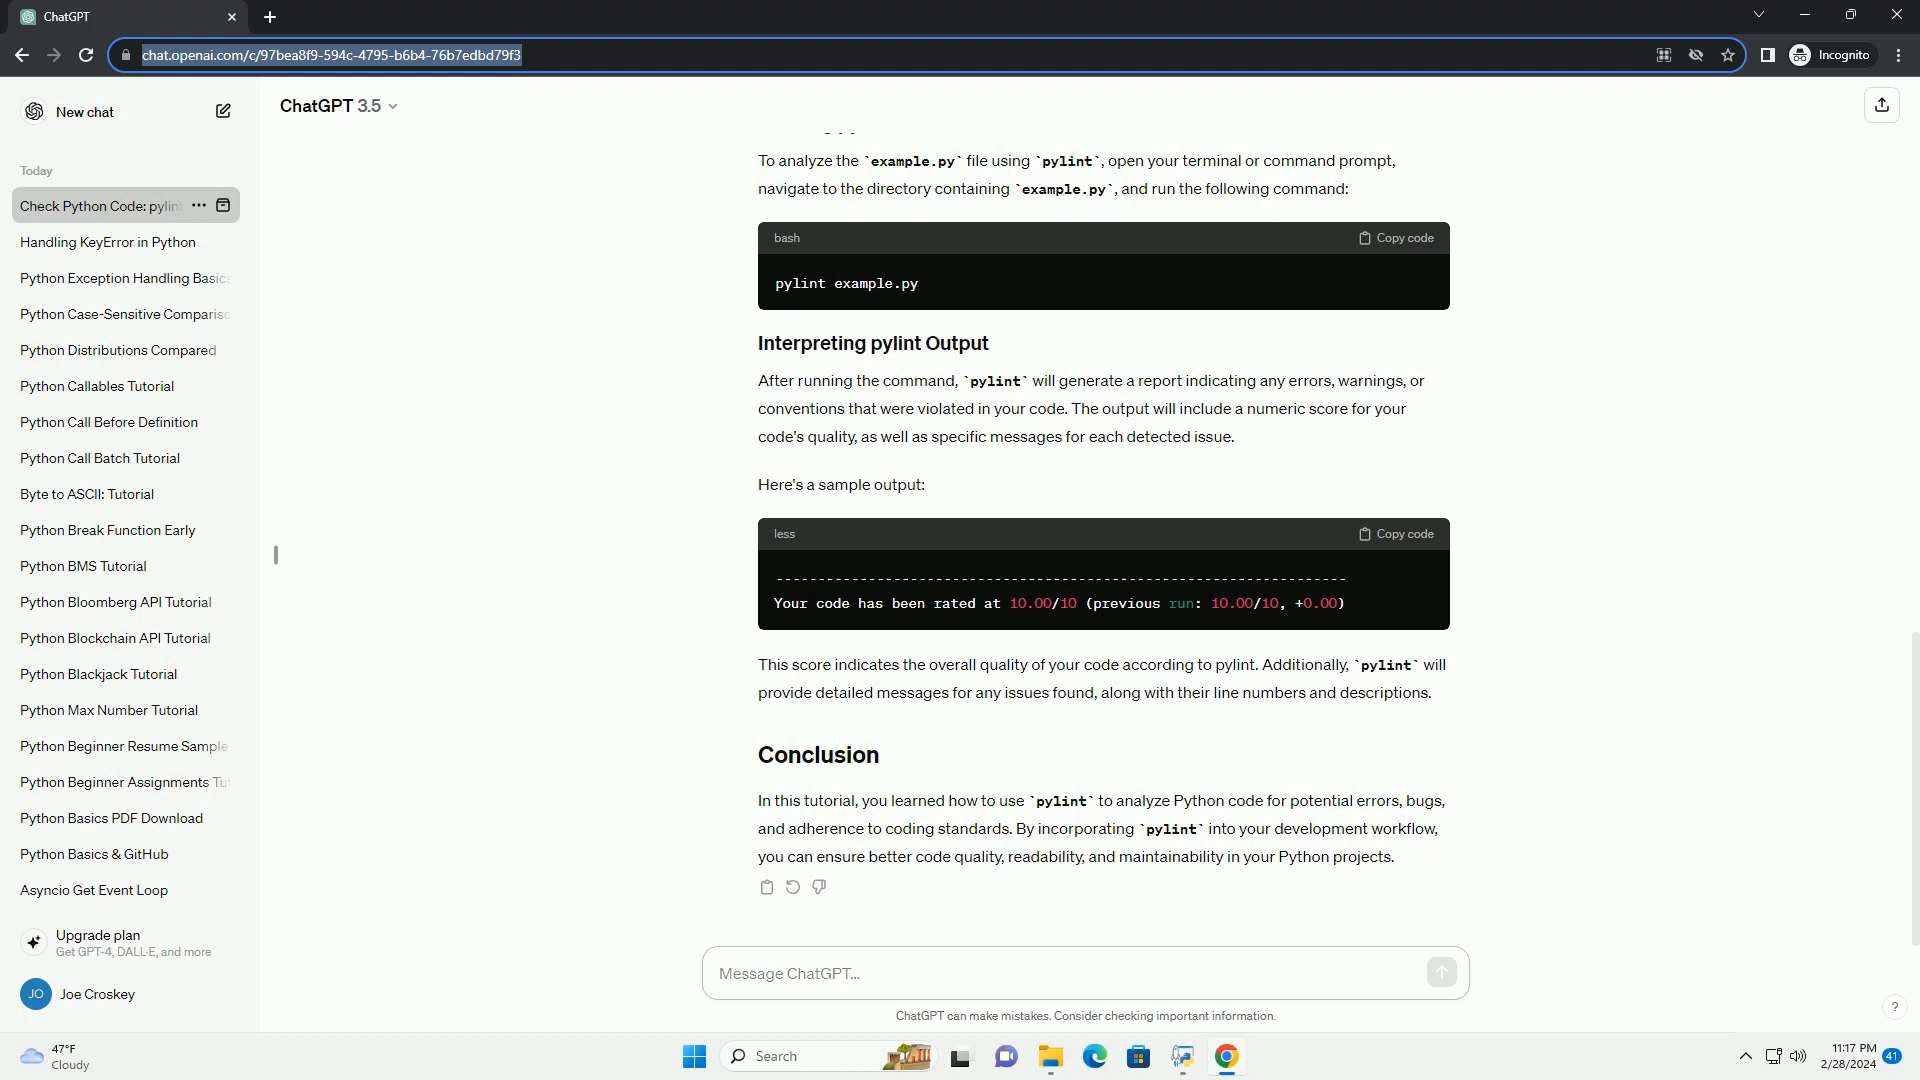 ChatGPT
chat.openai.com/c/97bea8f9-594c-4795-b6b4-76b7edbd79f3
Incognito
New chat
Today
Check Python Code: pylin
Handling KeyError in Python
Python Exception Handling Basics
Python Case-Sensitive Compariso
Python Distributions Compared
Python Callables Tutorial
Python Call Before Definition
Python Call Batch Tutorial
Byte to ASCII: Tutorial
Python Break Function Early
Python BMS Tutorial
Python Bloomberg API Tutorial
Python Blockchain API Tutorial
Python Blackjack Tutorial
Python Max Number Tutorial
Python Beginner Resume Sample
Python Beginner Assignments Tut
Python Basics PDF Download
Python Basics & GitHub
Asyncio Get Event Loop
Upgrade plan
Get GPT-4, DALL·E, and more
JO Joe Croskey
ChatGPT 3.5
To analyze the `example.py` file using `pylint`, open your terminal or command prompt,
navigate to the directory containing `example.py`, and run the following command:
bash Copy code
pylint example.py
Interpreting pylint Output
After running the command, `pylint` will generate a report indicating any errors, warnings, or
conventions that were violated in your code. The output will include a numeric score for your
code's quality, as well as specific messages for each detected issue.
Here's a sample output:
less Copy code
--------------------------------------------------------------------
Your code has been rated at 10.00/10 (previous run: 10.00/10, +0.00)
This score indicates the overall quality of your code according to pylint. Additionally, `pylint` will
provide detailed messages for any issues found, along with their line numbers and descriptions.
Conclusion
In this tutorial, you learned how to use `pylint` to analyze Python code for potential errors, bugs,
and adherence to coding standards. By incorporating `pylint` into your development workflow,
you can ensure better code quality, readability, and maintainability in your Python projects.
Message ChatGPT...
ChatGPT can make mistakes. Consider checking important information.
?
47°F
Cloudy
Search
11:17 PM
2/28/2024
41